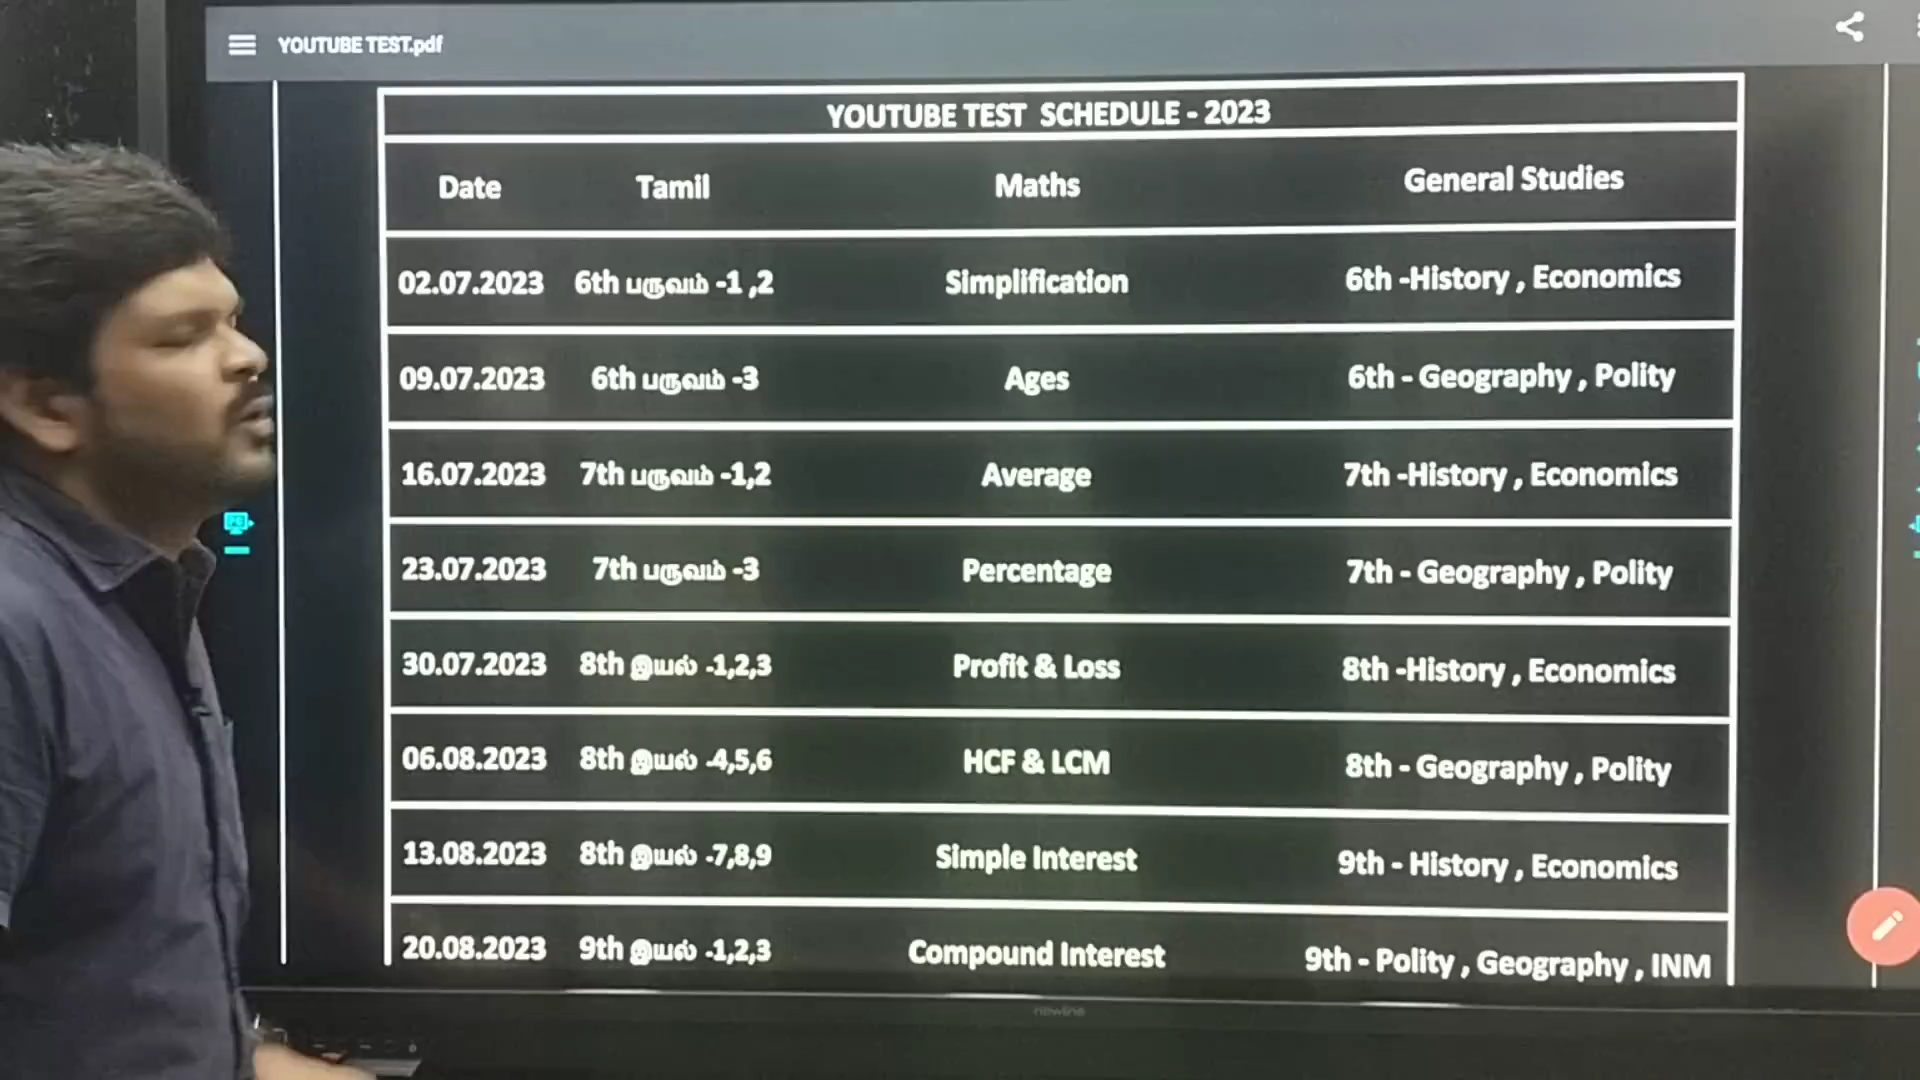 YOUTUBE TEST.pdf
YOUTUBE TEST SCHEDULE - 2023
Date Tamil Maths General Studies
02.07.2023 6th பருவம் -1 ,2 Simplification 6th -History , Economics
09.07.2023 6th பருவம் -3 Ages 6th - Geography , Polity
16.07.2023 7th பருவம் -1,2 Average 7th -History , Economics
23.07.2023 7th பருவம் -3 Percentage 7th - Geography , Polity
30.07.2023 8th இயல் -1,2,3 Profit & Loss 8th -History , Economics
06.08.2023 8th இயல் -4,5,6 HCF & LCM 8th - Geography , Polity
13.08.2023 8th இயல் -7,8,9 Simple Interest 9th - History , Economics
20.08.2023 9th இயல் -1,2,3 Compound Interest 9th - Polity , Geography , INM
newline